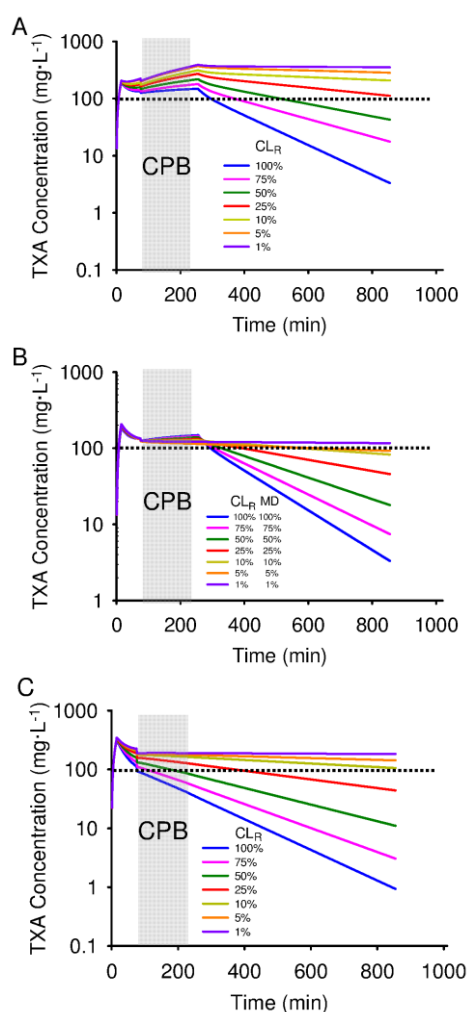 A
TXA Concentration (mg·L⁻¹)
1000
100
10
1
0.1
CPB
CLR
100%
75%
50%
25%
10%
5%
1%
0 200 400 600 800 1000
Time (min)
B
TXA Concentration (mg·L⁻¹)
1000
100
10
1
CPB
CLR MD
100% 100%
75% 75%
50% 50%
25% 25%
10% 10%
5% 5%
1% 1%
0 200 400 600 800 1000
Time (min)
C
TXA Concentration (mg·L⁻¹)
1000
100
10
1
0.1
CPB
CLR
100%
75%
50%
25%
10%
5%
1%
0 200 400 600 800 1000
Time (min)